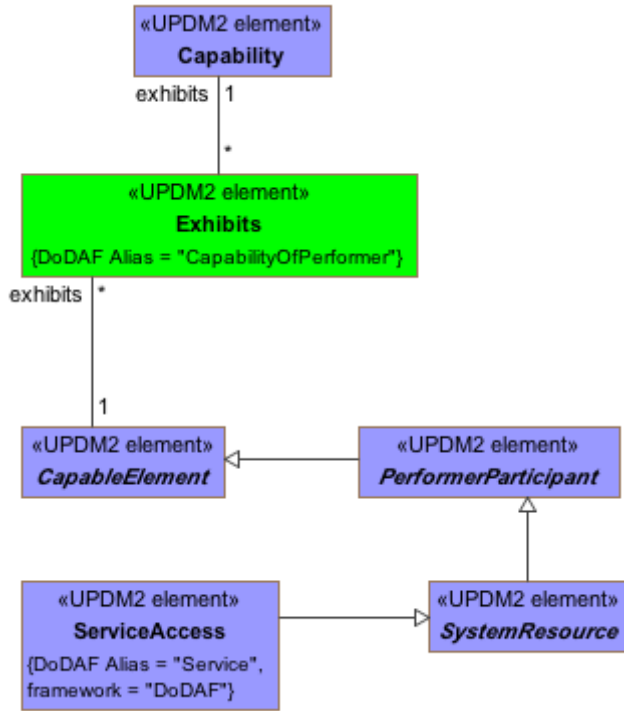 «UPDM2 element»
Capability
exhibits 1
*
«UPDM2 element»
Exhibits
{DoDAF Alias = "CapabilityOfPerformer"}
exhibits *
1
«UPDM2 element»
CapableElement
«UPDM2 element»
PerformerParticipant
«UPDM2 element»
ServiceAccess
{DoDAF Alias = "Service",
framework = "DoDAF"}
«UPDM2 element»
SystemResource